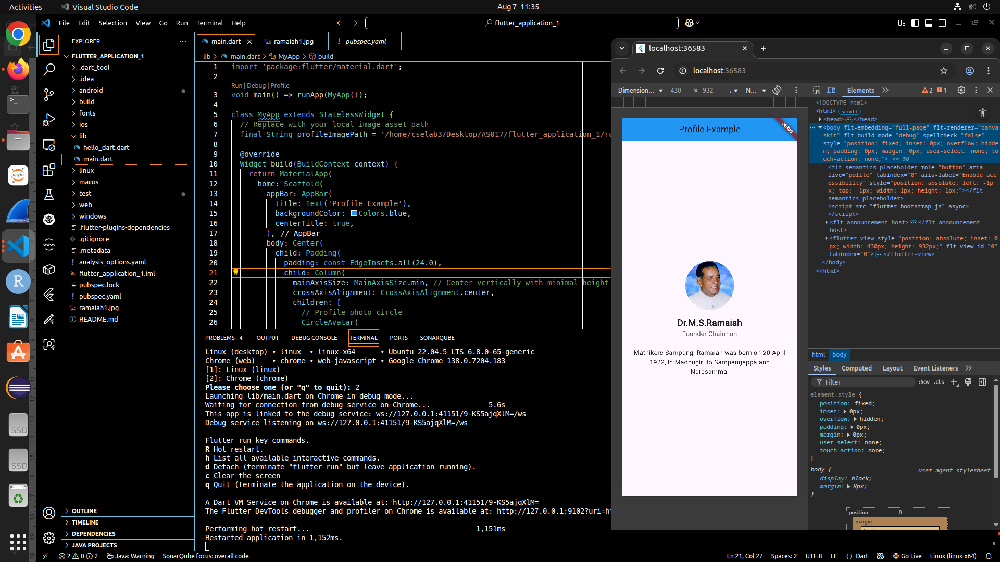 Activities
Visual Studio Code
Aug 7 11:35
File Edit Selection View Go Run Terminal Help
flutter_application_1
EXPLORER
FLUTTER_APPLICATION_1
.dart_tool
.idea
android
build
fonts
ios
lib
hello_dart.dart
main.dart
linux
macos
test
web
windows
.flutter-plugins-dependencies
.gitignore
.metadata
analysis_options.yaml
flutter_application_1.iml
pubspec.lock
pubspec.yaml
ramaiah1.jpg
README.md
OUTLINE
TIMELINE
DEPENDENCIES
JAVA PROJECTS
main.dart
ramaiah1.jpg
pubspec.yaml
lib > main.dart > MyApp > build
1 import 'package:flutter/material.dart';
2
Run | Debug | Profile
3 void main() => runApp(MyApp());
4
5 class MyApp extends StatelessWidget {
6 // Replace with your local image asset path
7 final String profileImagePath = '/home/cselab3/Desktop/AS017/flutter_application_1/ra
8
9 @override
10 Widget build(BuildContext context) {
11 return MaterialApp(
12 home: Scaffold(
13 appBar: AppBar(
14 title: Text('Profile Example'),
15 backgroundColor: Colors.blue,
16 centerTitle: true,
17 ), // AppBar
18 body: Center(
19 child: Padding(
20 padding: const EdgeInsets.all(24.0),
21 child: Column(
22 mainAxisSize: MainAxisSize.min, // Center vertically with minimal height
23 crossAxisAlignment: CrossAxisAlignment.center,
24 children: [
25 // Profile photo circle
26 CircleAvatar(
PROBLEMS 4 OUTPUT DEBUG CONSOLE TERMINAL PORTS SONARQUBE
Linux (desktop) • linux • linux-x64 • Ubuntu 22.04.5 LTS 6.8.0-65-generic
Chrome (web) • chrome • web-javascript • Google Chrome 138.0.7204.183
[1]: Linux (linux)
[2]: Chrome (chrome)
Please choose one (or "q" to quit): 2
Launching lib/main.dart on Chrome in debug mode...
Waiting for connection from debug service on Chrome... 5.6s
This app is linked to the debug service: ws://127.0.0.1:41151/9-KS5ajqXlM=/ws
Debug service listening on ws://127.0.0.1:41151/9-KS5ajqXlM=/ws
Flutter run key commands.
R Hot restart.
h List all available interactive commands.
d Detach (terminate "flutter run" but leave application running).
c Clear the screen
q Quit (terminate the application on the device).
A Dart VM Service on Chrome is available at: http://127.0.0.1:41151/9-KS5ajqXlM=
The Flutter DevTools debugger and profiler on Chrome is available at: http://127.0.0.1:9102?uri=ht
Performing hot restart... 1,151ms
Restarted application in 1,152ms.
localhost:36583
localhost:36583
Dimension... 430 × 932 N...
Profile Example
DEBUG
Dr.M.S.Ramaiah
Founder Chairman
Mathikere Sampangi Ramaiah was born on 20 April
1922, in Madhugiri to Sampangappa and
Narasamma.
Elements
2 1
<!DOCTYPE html>
<html> scroll
<head> </head>
<body flt-embedding="full-page" flt-renderer="canva
skit" flt-build-mode="debug" spellcheck="false"
style="position: fixed; inset: 0px; overflow: hidde
n; padding: 0px; margin: 0px; user-select: none; to
uch-action: none;"> == $0
<flt-semantics-placeholder role="button" aria-
live="polite" tabindex="0" aria-label="Enable acce
ssibility" style="position: absolute; left: -1p
x; top: -1px; width: 1px; height: 1px;"></flt-
semantics-placeholder>
<script src="flutter_bootstrap.js" async>
</script>
<flt-announcement-host> </flt-announcement-
host>
<flutter-view style="position: absolute; inset: 0
px; width: 430px; height: 932px;" flt-view-id="0"
tabindex="0"> </flutter-view>
</body>
</html>
html body
Styles Computed Layout Event Listeners
Filter :hov .cls
element.style {
position: fixed;
inset: 0px;
overflow: hidden;
padding: 0px;
margin: 0px;
user-select: none;
touch-action: none;
}
body { user agent stylesheet
display: block;
margin: 8px;
}
position 0
margin –
jupyter
R
SSD
SSD
2 0 2 Java: Warning SonarQube focus: overall code
Ln 21, Col 27 Spaces: 2 UTF-8 LF {} Dart Go Live Linux (linux-x64)